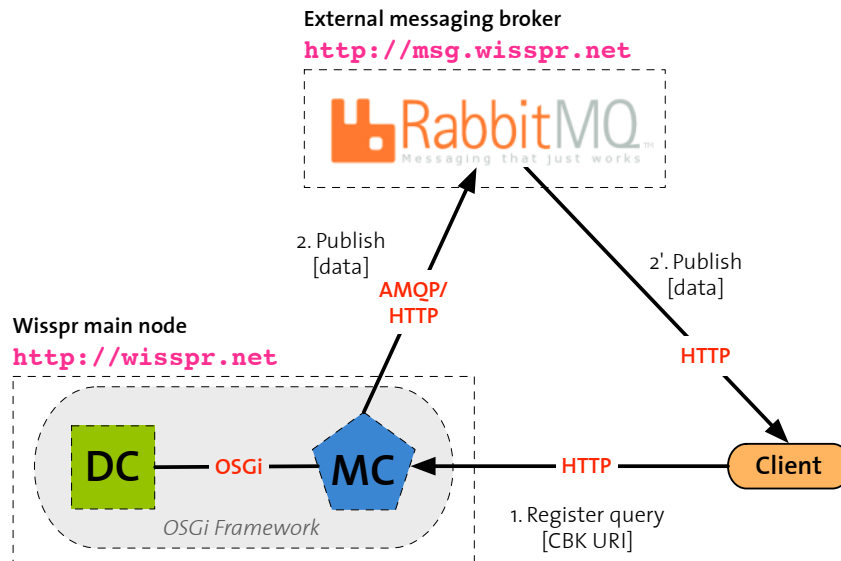 External messaging broker
http://msg.wisspr.net
RabbitMQ™
Messaging that just works
2. Publish
[data]
2'. Publish
[data]
AMQP/
HTTP
Wisspr main node
http://wisspr.net
HTTP
DC
OSGi
MC
HTTP
Client
OSGi Framework
1. Register query
[CBK URI]